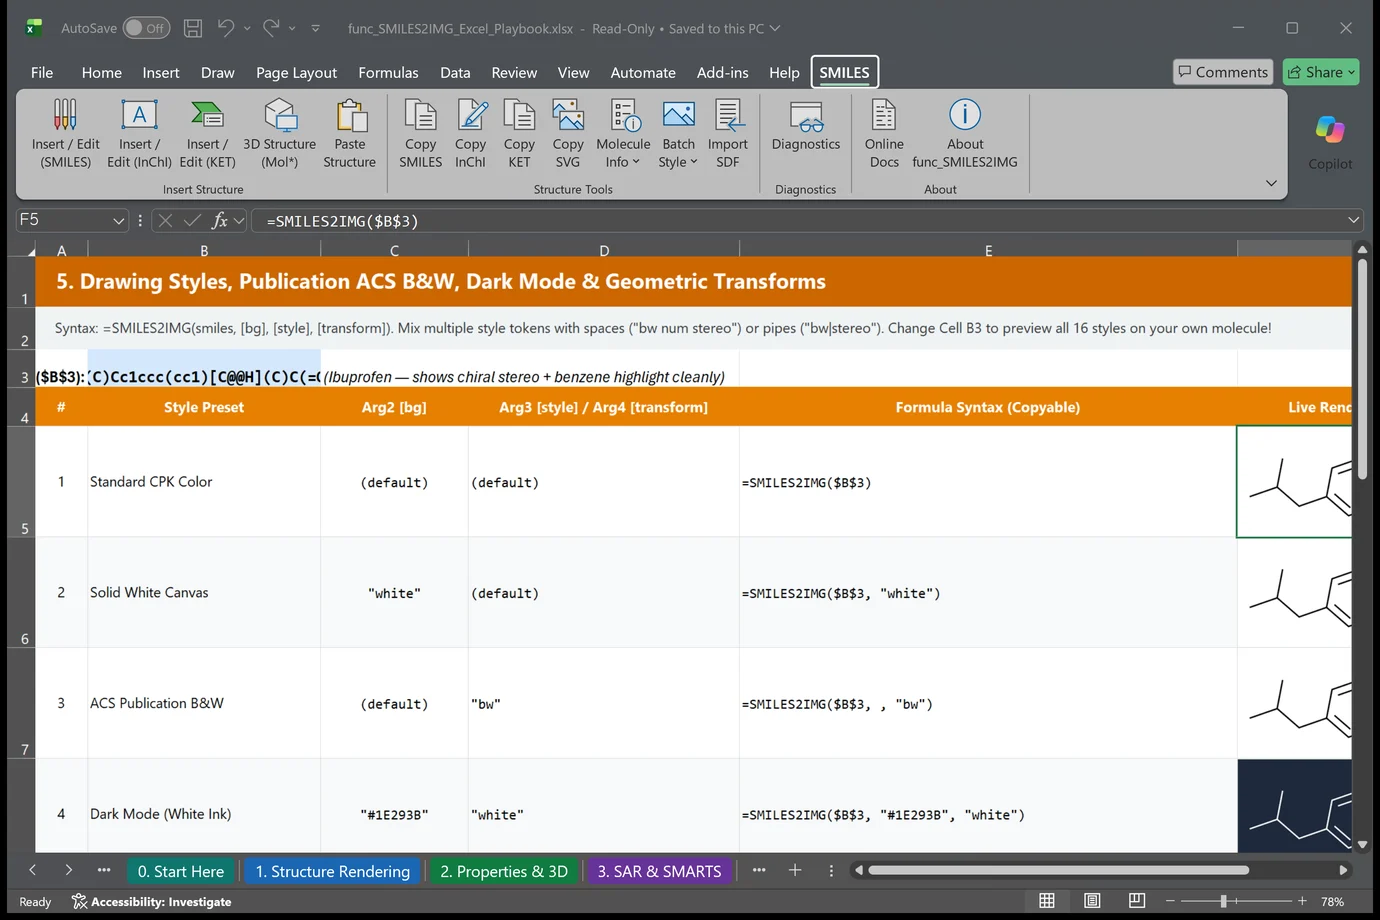 AutoSave Off func_SMILES2IMG_Excel_Playbook.xlsx - Read-Only • Saved to this PC
File Home Insert Draw Page Layout Formulas Data Review View Automate Add-ins Help SMILES Comments Share
Insert / Edit (SMILES)
Insert / Edit (InChI)
Insert / Edit (KET)
3D Structure (Mol*)
Paste Structure
Copy SMILES
Copy InChI
Copy KET
Copy SVG
Molecule Info
Batch Style
Import SDF
Diagnostics
Online Docs
About func_SMILES2IMG
Copilot
Insert Structure Structure Tools Diagnostics About
F5 fx =SMILES2IMG($B$3)
A B C D E
1 5. Drawing Styles, Publication ACS B&W, Dark Mode & Geometric Transforms
2 Syntax: =SMILES2IMG(smiles, [bg], [style], [transform]). Mix multiple style tokens with spaces ("bw num stereo") or pipes ("bw|stereo"). Change Cell B3 to preview all 16 styles on your own molecule!
3 ($B$3): (C)Cc1ccc(cc1)[C@@H](C)C(= (Ibuprofen — shows chiral stereo + benzene highlight cleanly)
4 # Style Preset Arg2 [bg] Arg3 [style] / Arg4 [transform] Formula Syntax (Copyable) Live Rend
5 1 Standard CPK Color (default) (default) =SMILES2IMG($B$3)
6 2 Solid White Canvas "white" (default) =SMILES2IMG($B$3, "white")
7 3 ACS Publication B&W (default) "bw" =SMILES2IMG($B$3, , "bw")
4 Dark Mode (White Ink) "#1E293B" "white" =SMILES2IMG($B$3, "#1E293B", "white")
0. Start Here 1. Structure Rendering 2. Properties & 3D 3. SAR & SMARTS
Ready Accessibility: Investigate 78%